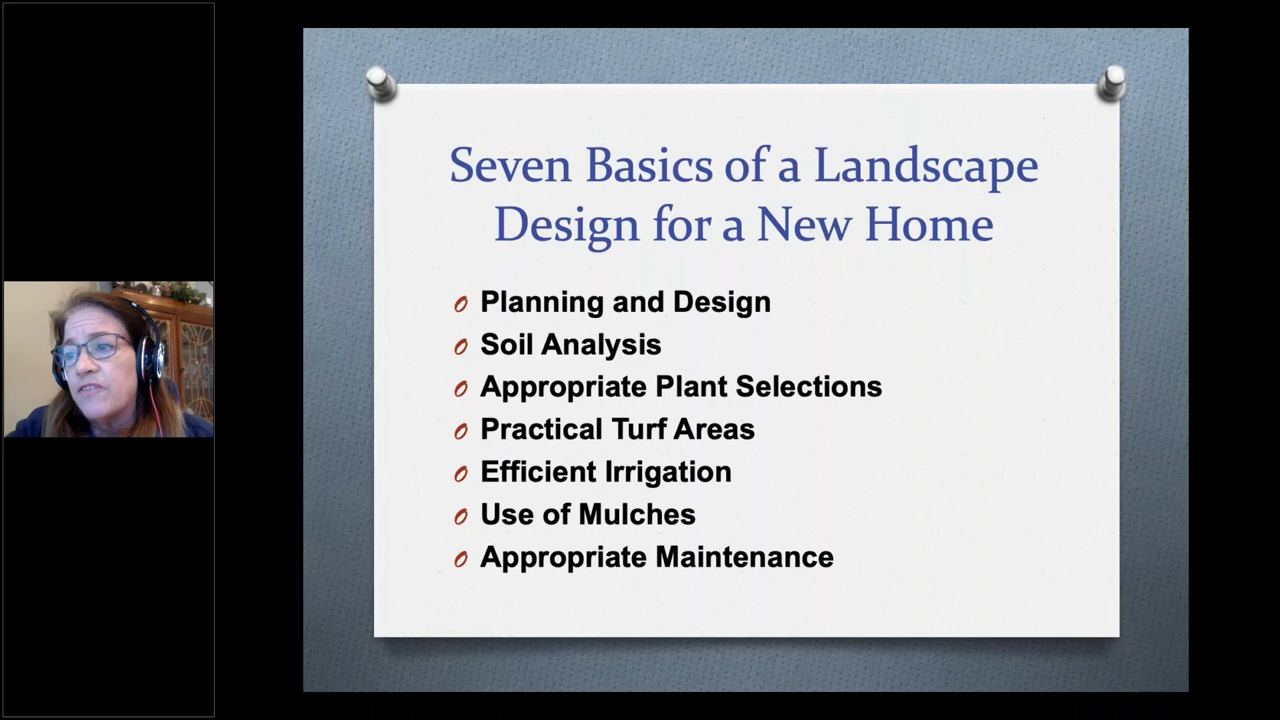 Seven Basics of a Landscape
Design for a New Home
Planning and Design
Soil Analysis
Appropriate Plant Selections
Practical Turf Areas
Efficient Irrigation
Use of Mulches
Appropriate Maintenance